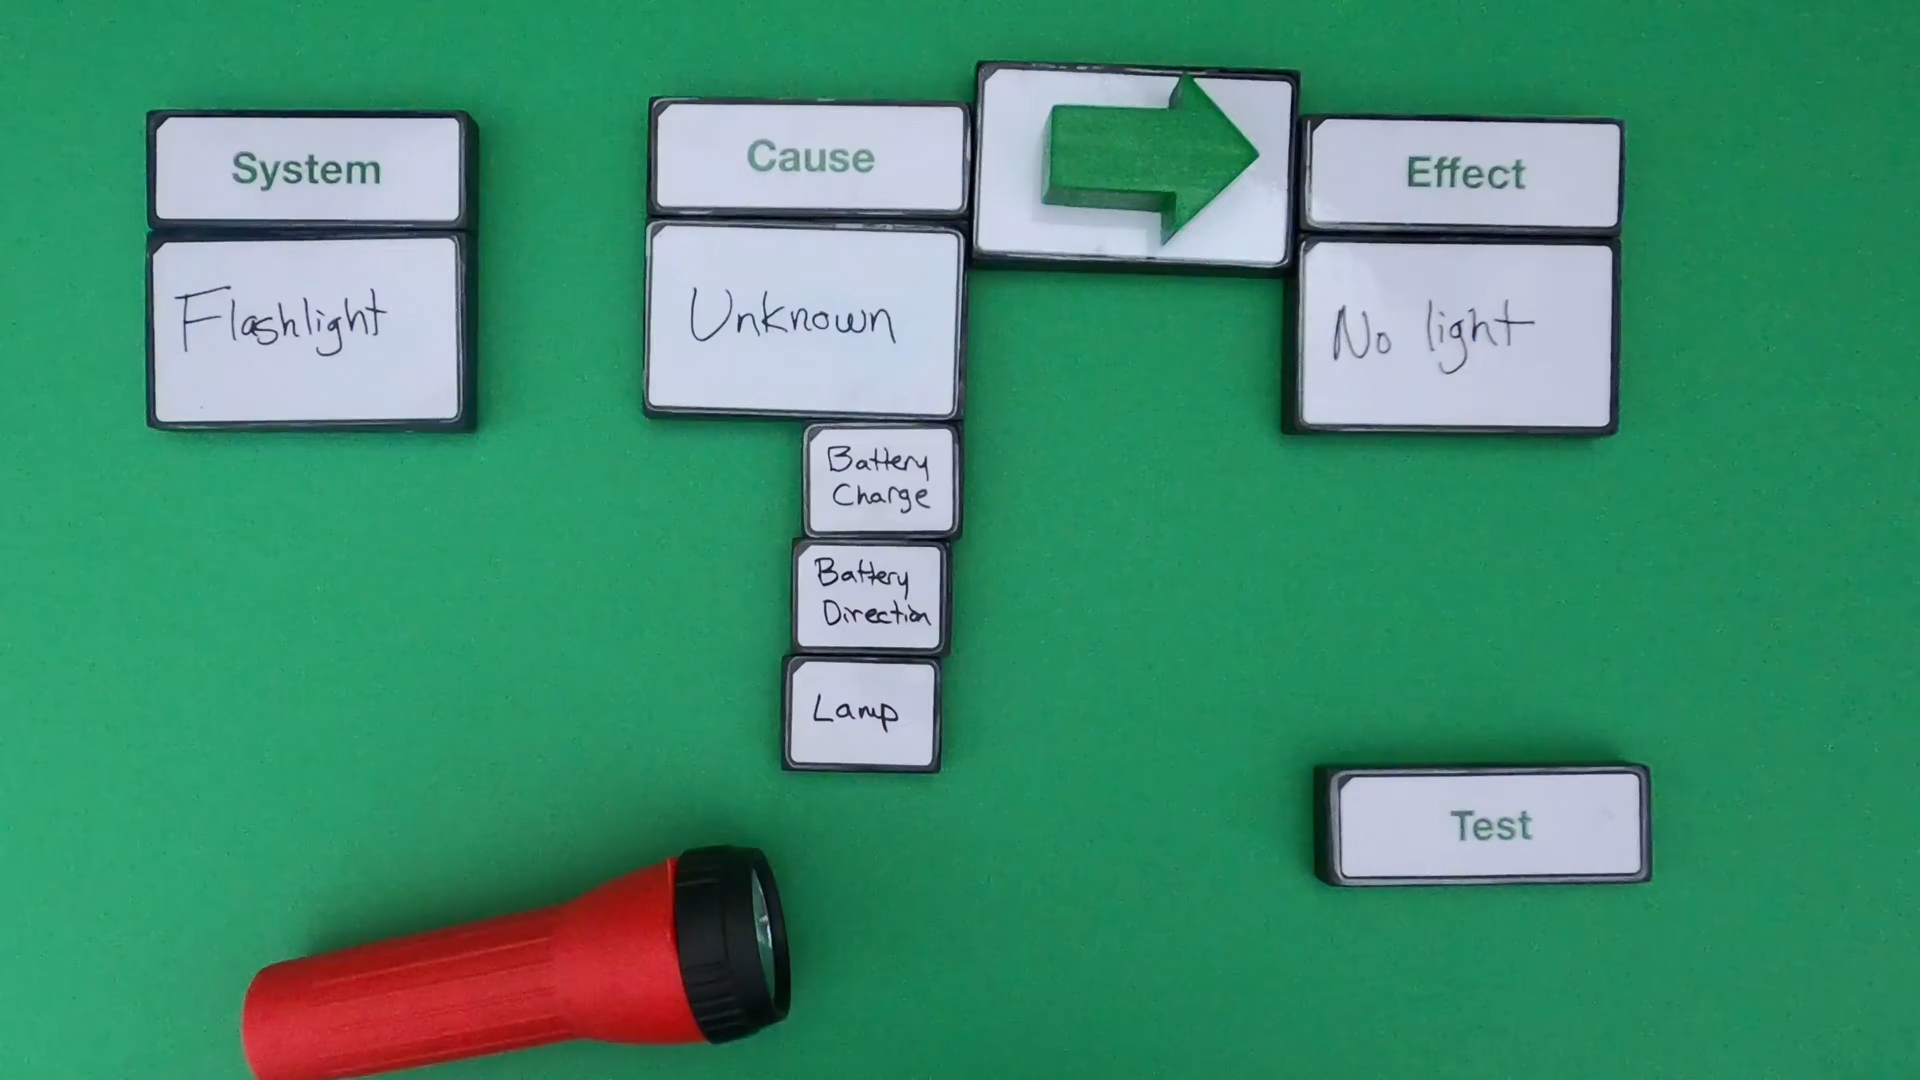 System
Flashlight
Cause
Unknown
Battery
Charge
Battery
Direction
Lamp
Effect
No light
Test